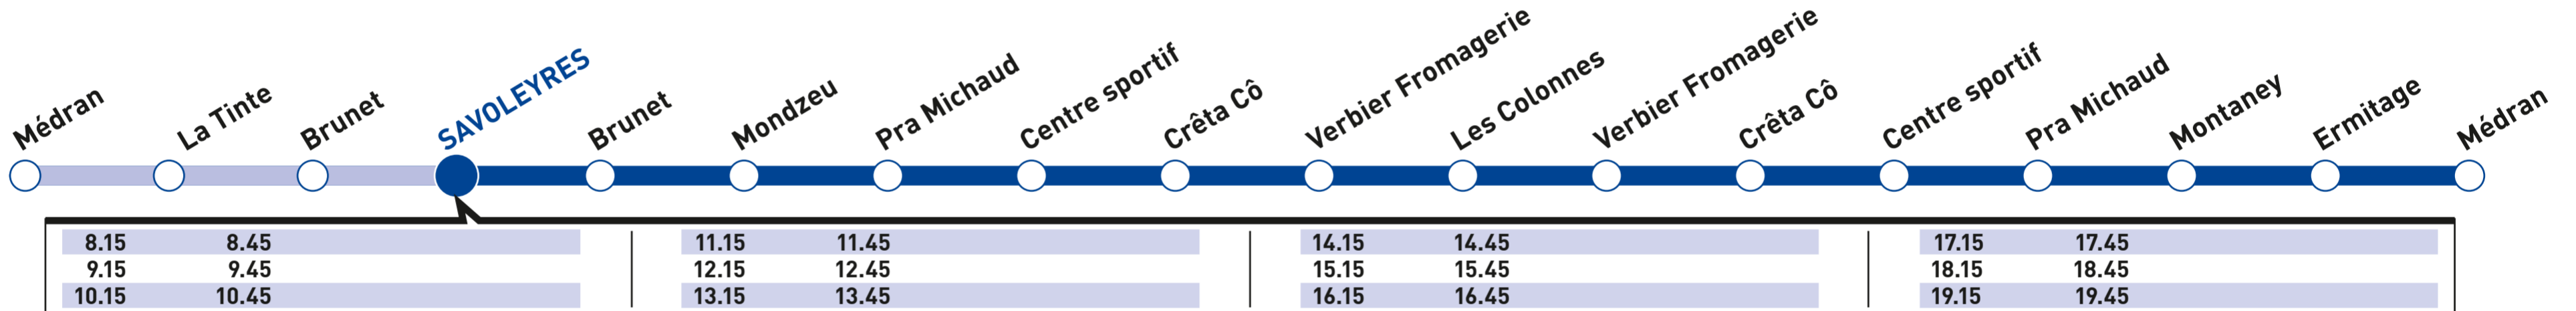 Médran
La Tinte
Brunet
SAVOLEYRES
Brunet
Mondzeu
Pra Michaud
Centre sportif
Crêta Cô
Verbier Fromagerie
Les Colonnes
Verbier Fromagerie
Crêta Cô
Centre sportif
Pra Michaud
Montaney
Ermitage
Médran
8.15 8.45 11.15 11.45 14.15 14.45 17.15 17.45
9.15 9.45 12.15 12.45 15.15 15.45 18.15 18.45
10.15 10.45 13.15 13.45 16.15 16.45 19.15 19.45